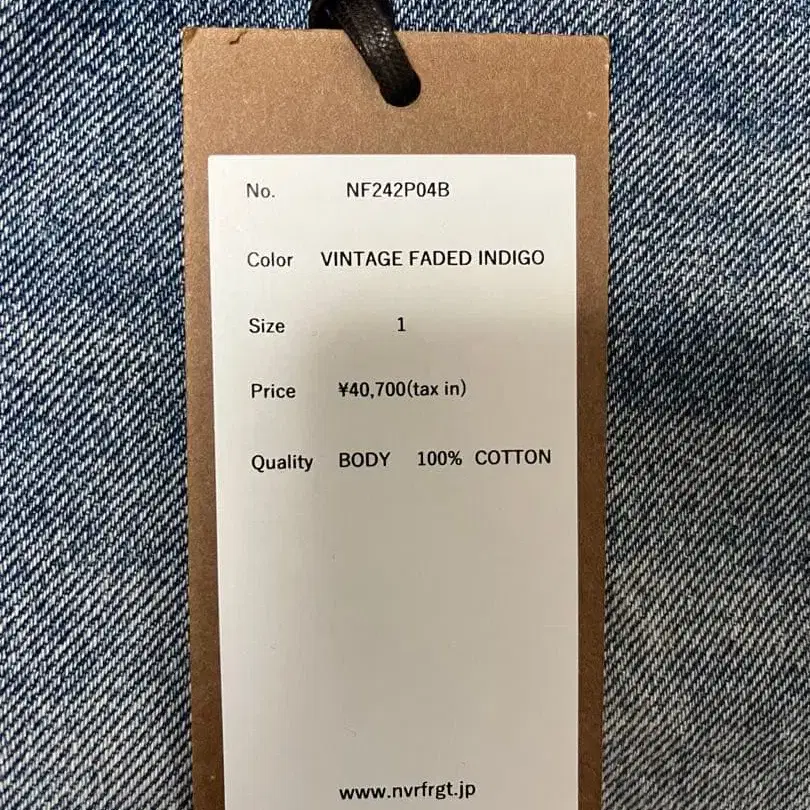 No. NF242P04B
Color VINTAGE FADED INDIGO
Size 1
Price ¥40,700(tax in)
Quality BODY 100% COTTON
www.nvrfrgt.jp